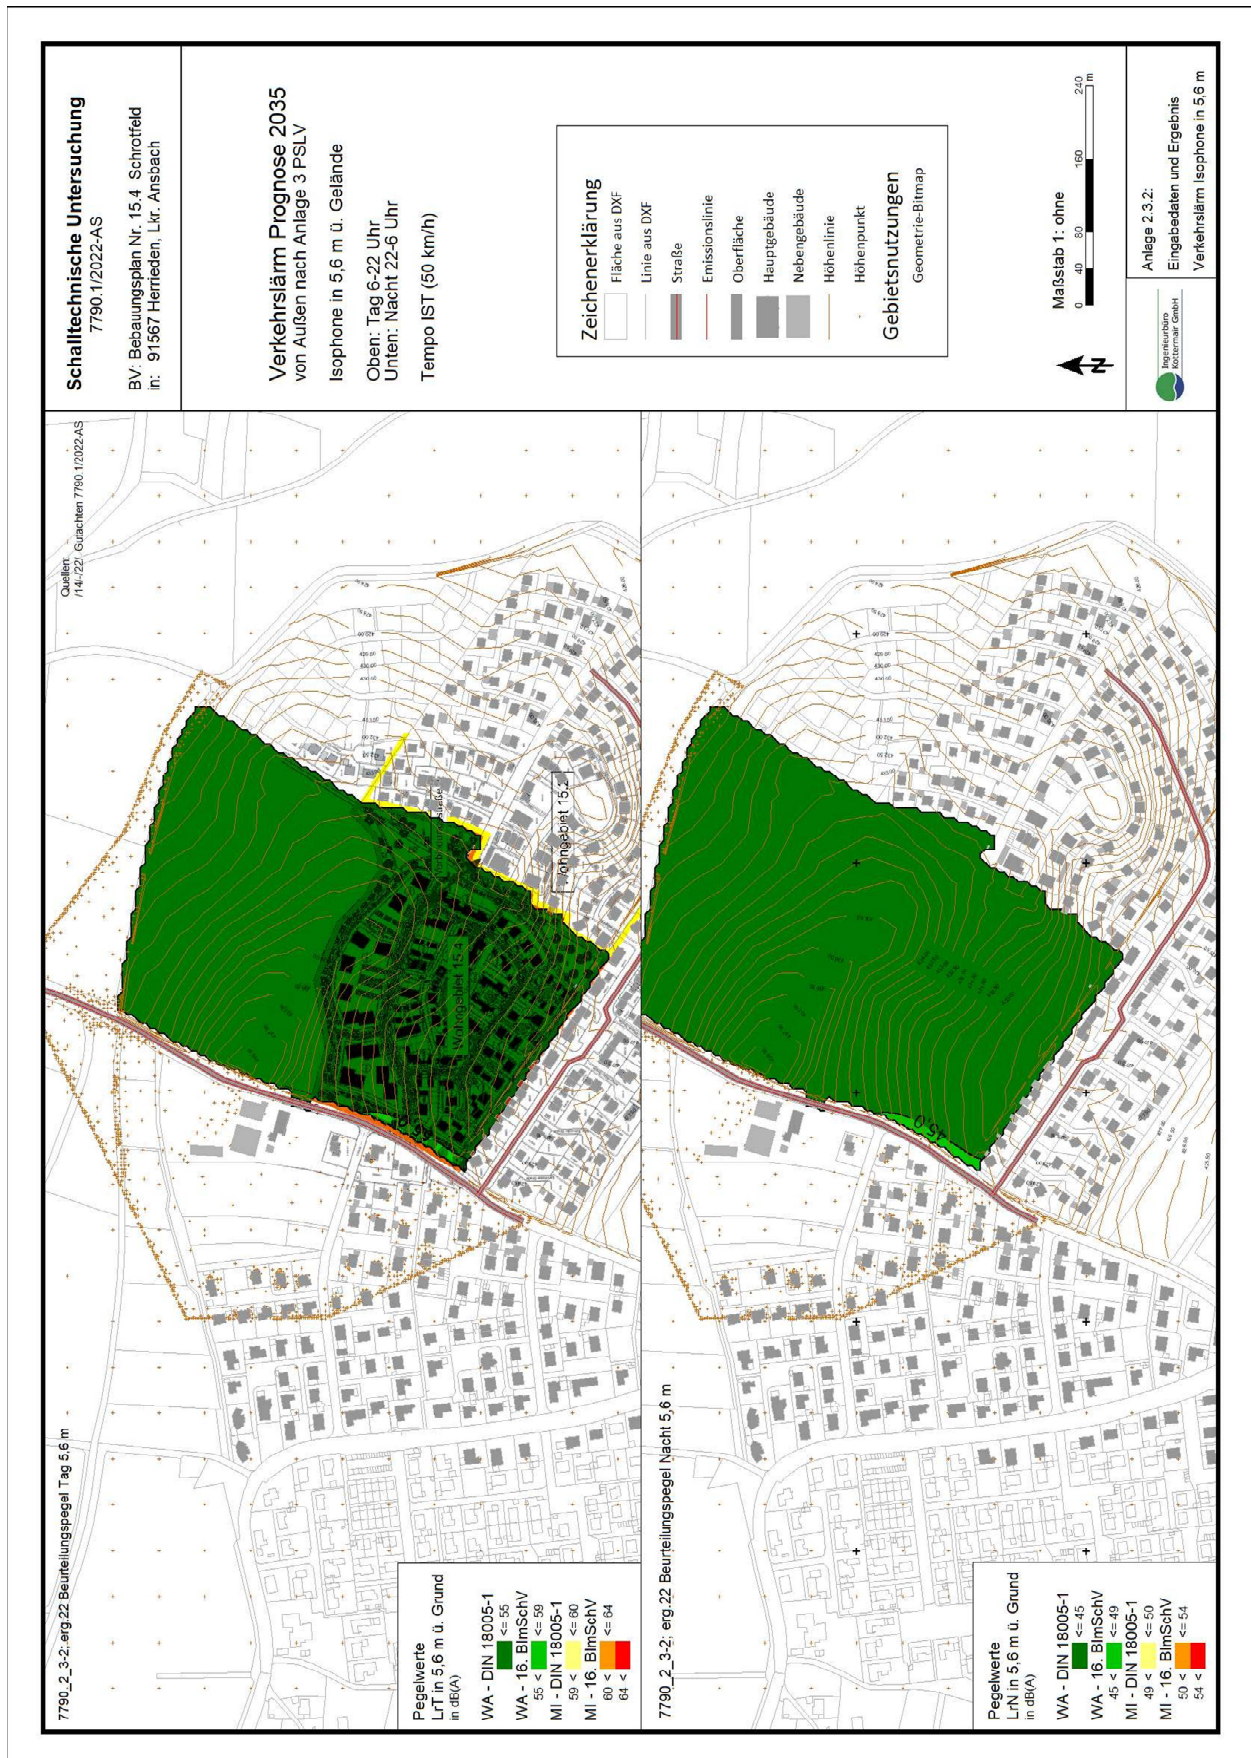 Schalltechnische Untersuchung
7790.1/2022-AS
BV: Bebauungsplan Nr. 15.4 Schrotfeld
in: 91567 Herrieden, Lkr. Ansbach
Verkehrslärm Prognose 2035
von Außen nach Anlage 3 PSLV
Isophone in 5,6 m ü. Gelände
Oben: Tag 6-22 Uhr
Unten: Nacht 22-6 Uhr
Tempo IST (50 km/h)
Zeichenerklärung
Fläche aus DXF
Linie aus DXF
Straße
Emissionslinie
Oberfläche
Hauptgebäude
Nebengebäude
Höhenlinie
Höhenpunkt
Gebietsnutzungen
Geometrie-Bitmap
Maßstab 1: ohne
0 40 80 160 240
m
N
Ingenieurbüro
Kottermair GmbH
Anlage 2.3.2:
Eingabedaten und Ergebnis
Verkehrslärm Isophone in 5,6 m
7790_2_3-2; erg.22 Beurteilungspegel Tag 5,6 m
Quellen:
/14/-/22/, Gutachten 7790.1/2022-AS
Wohngebiet 15.4
Wohngebiet 15.2
Pegelwerte
LrT in 5,6 m ü. Grund
in dB(A)
WA - DIN 18005-1
<= 55
WA - 16. BImSchV
55 < <= 59
MI - DIN 18005-1
59 < <= 60
MI - 16. BImSchV
60 < <= 64
64 <
7790_2_3-2; erg.22 Beurteilungspegel Nacht 5,6 m
45,0
Pegelwerte
LrN in 5,6 m ü. Grund
in dB(A)
WA - DIN 18005-1
<= 45
WA - 16. BImSchV
45 < <= 49
MI - DIN 18005-1
49 < <= 50
MI - 16. BImSchV
50 < <= 54
54 <